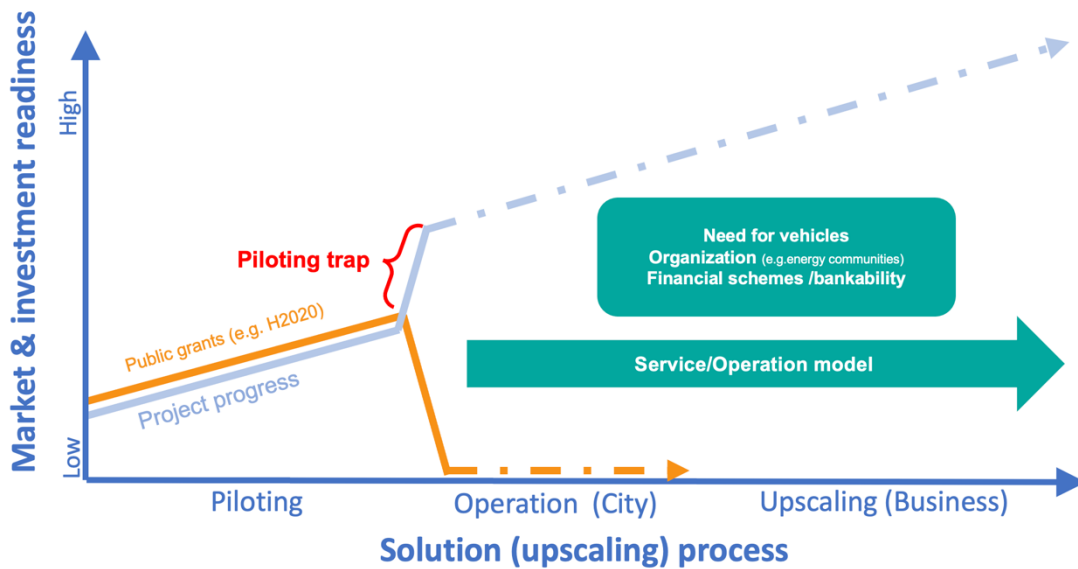 Market & investment readiness
High
Low
Piloting trap
Public grants (e.g. H2020)
Project progress
Need for vehicles
Organization (e.g.energy communities)
Financial schemes /bankability
Service/Operation model
Piloting
Operation (City)
Upscaling (Business)
Solution (upscaling) process